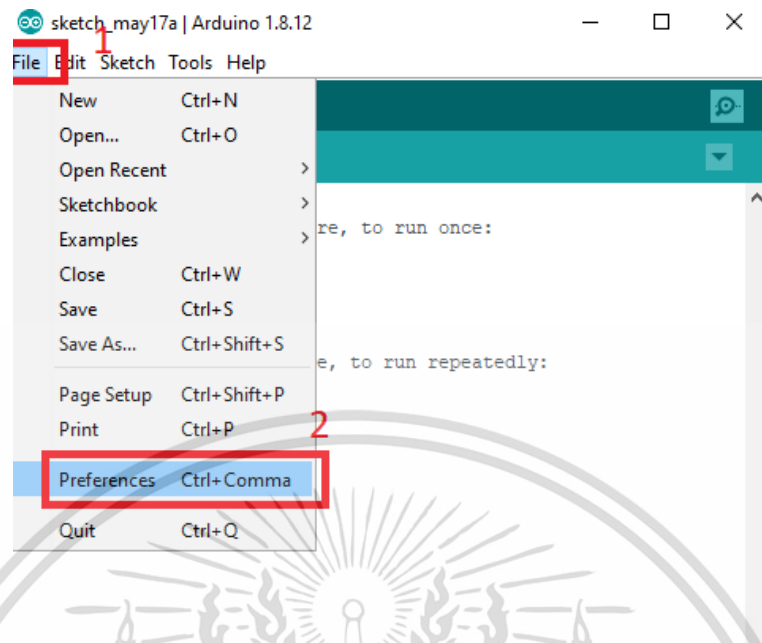 sketch_may17a | Arduino 1.8.12
1
File Edit Sketch Tools Help
New Ctrl+N
Open... Ctrl+O
Open Recent
Sketchbook
re, to run once:
Examples
Close Ctrl+W
Save Ctrl+S
Save As... Ctrl+Shift+S
e, to run repeatedly:
Page Setup Ctrl+Shift+P
Print Ctrl+P
2
Preferences Ctrl+Comma
Quit Ctrl+Q